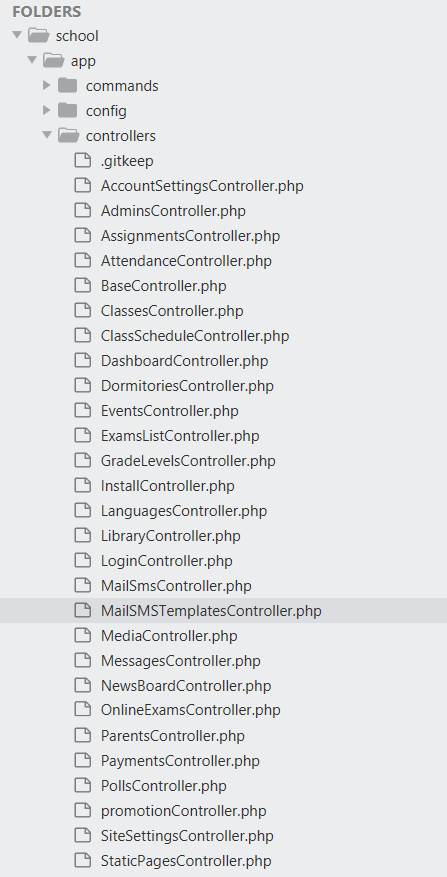 FOLDERS
school
app
commands
config
controllers
.gitkeep
AccountSettingsController.php
AdminsController.php
AssignmentsController.php
AttendanceController.php
BaseController.php
ClassesController.php
ClassScheduleController.php
DashboardController.php
DormitoriesController.php
EventsController.php
ExamsListController.php
GradeLevelsController.php
InstallController.php
LanguagesController.php
LibraryController.php
LoginController.php
MailSmsController.php
MailSMSTemplatesController.php
MediaController.php
MessagesController.php
NewsBoardController.php
OnlineExamsController.php
ParentsController.php
PaymentsController.php
PollsController.php
promotionController.php
SiteSettingsController.php
StaticPagesController.php